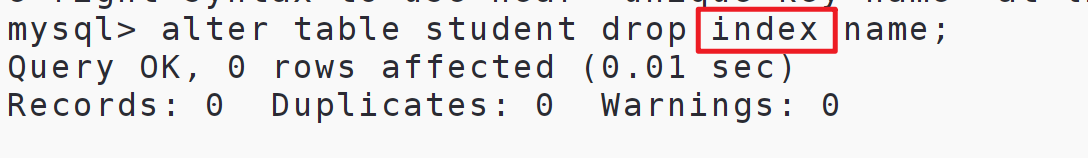 mysql> alter table student drop index name;
Query OK, 0 rows affected (0.01 sec)
Records: 0  Duplicates: 0  Warnings: 0